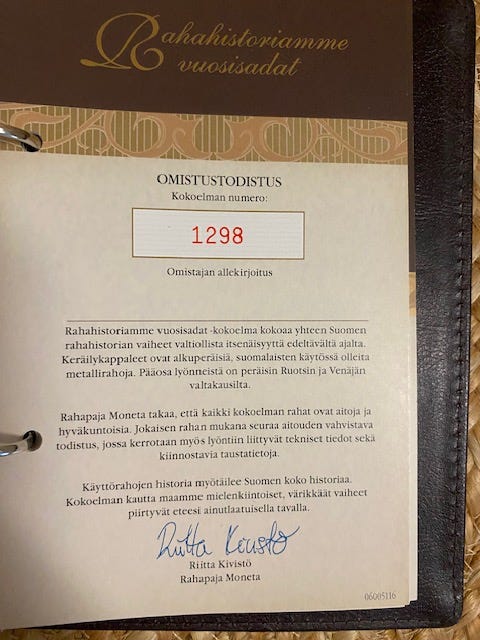 Rahahistoriamme
vuosisadat
OMISTUSTODISTUS
Kokoelman numero:
1298
Omistajan allekirjoitus
Rahahistoriamme vuosisadat -kokoelma kokoaa yhteen Suomen
rahahistorian vaiheet valtiollista itsenäisyyttä edeltävältä ajalta.
Keräilykappaleet ovat alkuperäisiä, suomalaisten käytössä olleita
metallirahoja. Pääosa lyönneistä on peräisin Ruotsin ja Venäjän
valtakausilta.
Rahapaja Moneta takaa, että kaikki kokoelman rahat ovat aitoja ja
hyväkuntoisia. Jokaisen rahan mukana seuraa aitouden vahvistava
todistus, jossa kerrotaan myös lyöntiin liittyvät tekniset tiedot sekä
kiinnostavia taustatietoja.
Käyttörahojen historia myötäilee Suomen koko historiaa.
Kokoelman kautta maamme mielenkiintoiset, värikkäät vaiheet
piirtyvät eteesi ainutlaatuisella tavalla.
Riitta Kivistö
Riitta Kivistö
Rahapaja Moneta
06005116